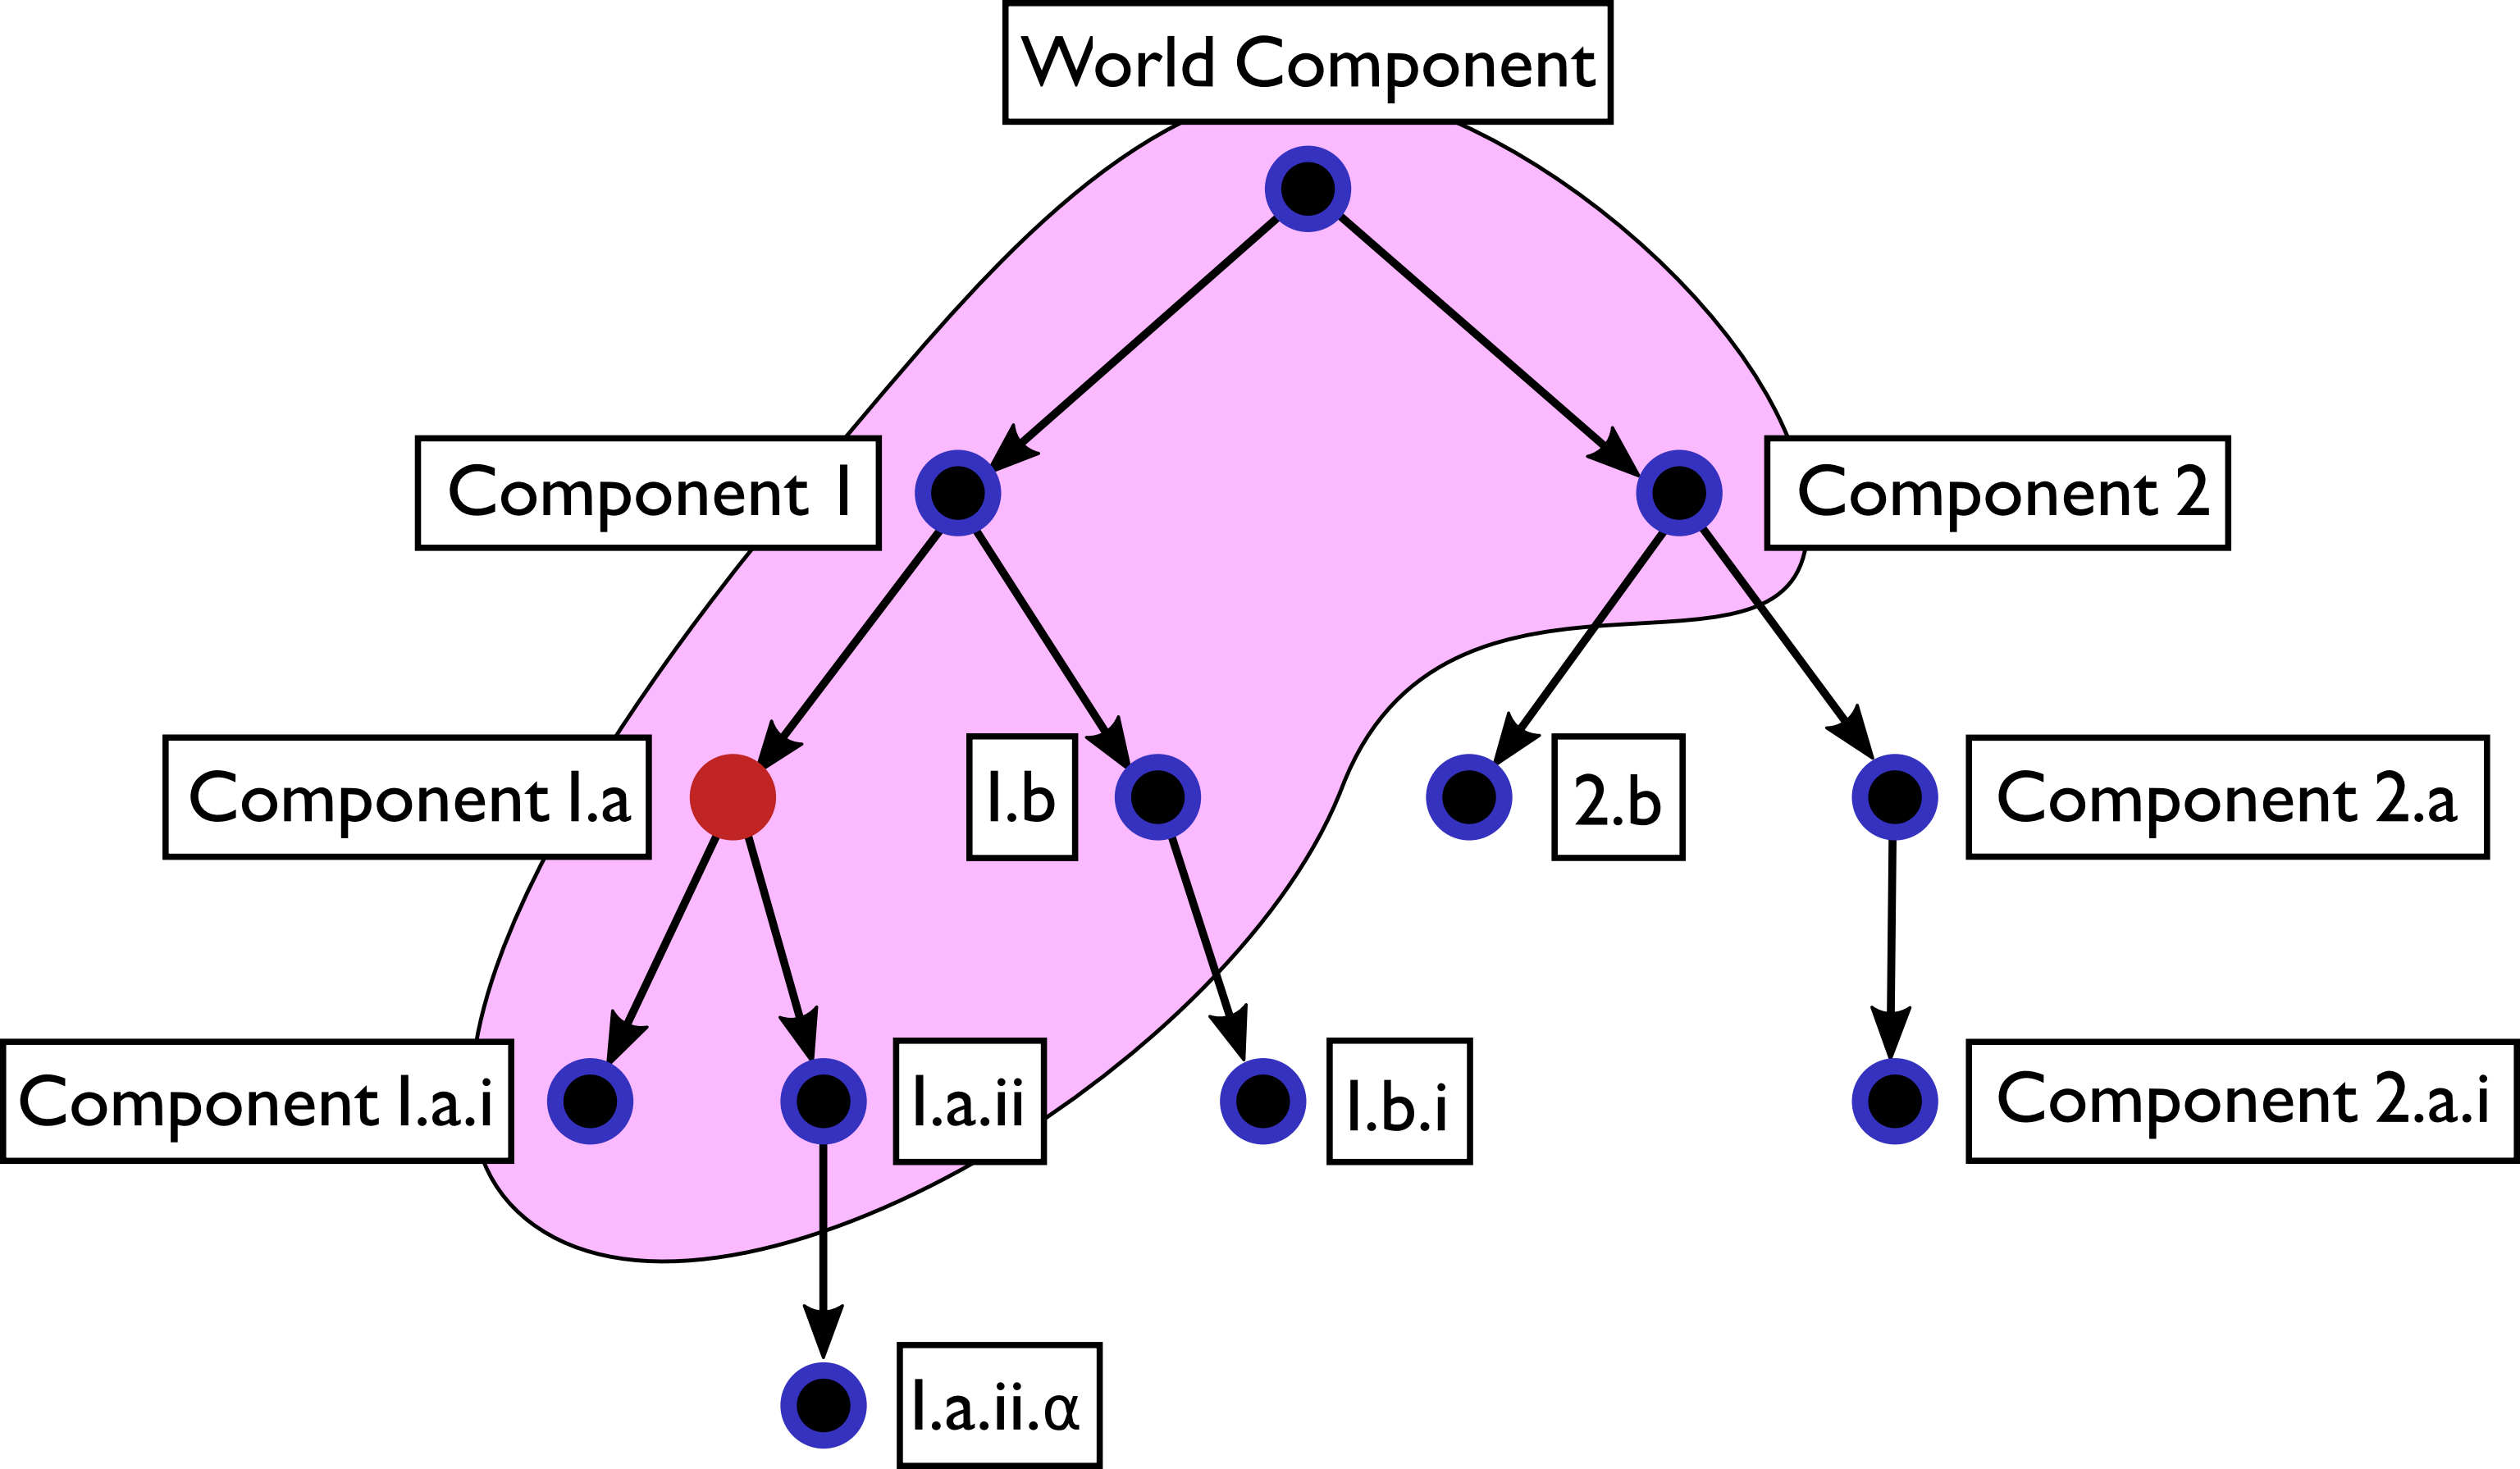 World Component
Component 1
Component 2
Component 1.a
1.b
2.b
Component 2.a
Component 1.a.i
1.a.ii
1.b.i
Component 2.a.i
1.a.ii.α